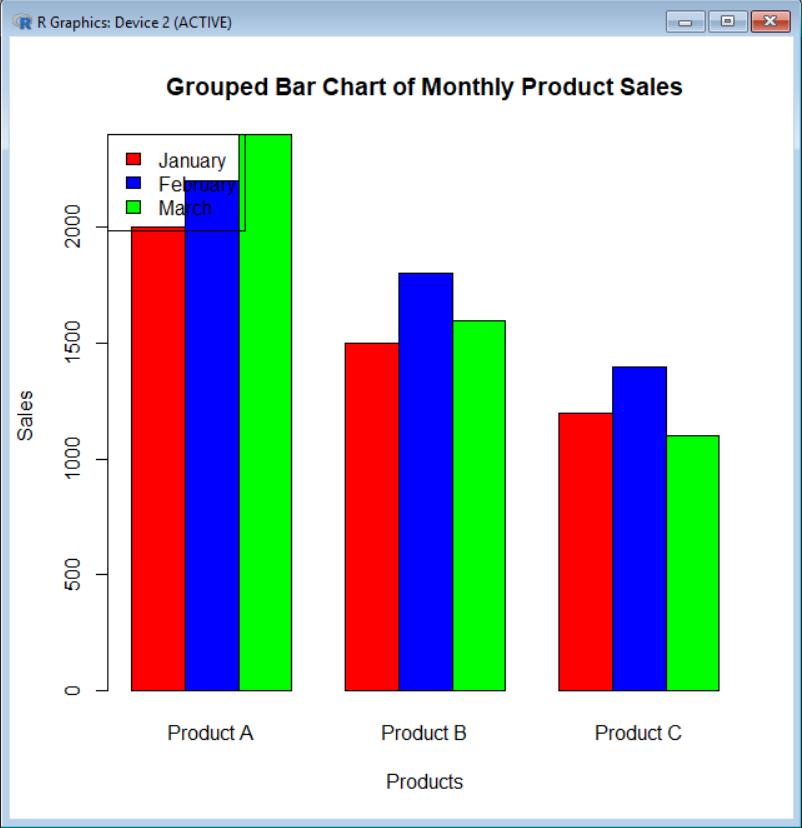 R Graphics: Device 2 (ACTIVE)
Grouped Bar Chart of Monthly Product Sales
January
February
March
2000
1500
1000
500
0
Sales
Product A Product B Product C
Products